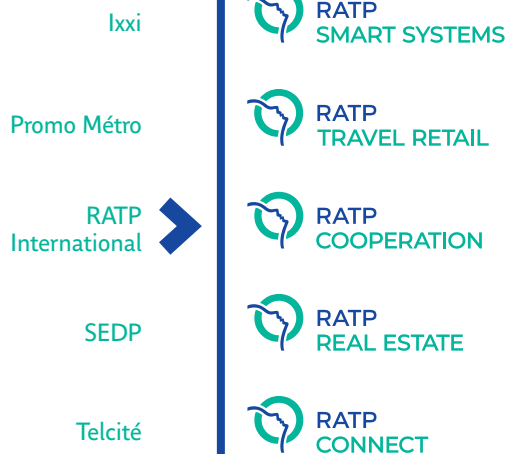 Ixxi
RATP
SMART SYSTEMS
Promo Métro
RATP
TRAVEL RETAIL
RATP
International
RATP
COOPERATION
SEDP
RATP
REAL ESTATE
Telcité
RATP
CONNECT